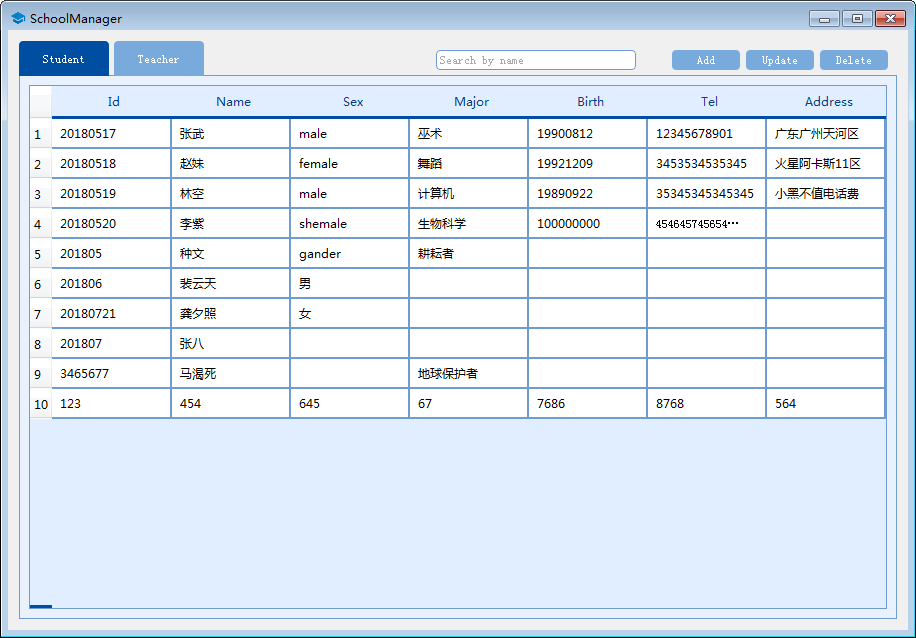 SchoolManager
Student Teacher Search by name Add Update Delete
Id Name Sex Major Birth Tel Address
1 20180517 张武 male 巫术 19900812 12345678901 广东广州天河区
2 20180518 赵妹 female 舞蹈 19921209 3453534535345 火星阿卡斯11区
3 20180519 林空 male 计算机 19890922 35345345345345 小黑不值电话费
4 20180520 李紫 shemale 生物科学 100000000 454645745654···
5 201805 种文 gander 耕耘者
6 201806 裴云天 男
7 20180721 龚夕照 女
8 201807 张八
9 3465677 马渴死 地球保护者
10 123 454 645 67 7686 8768 564